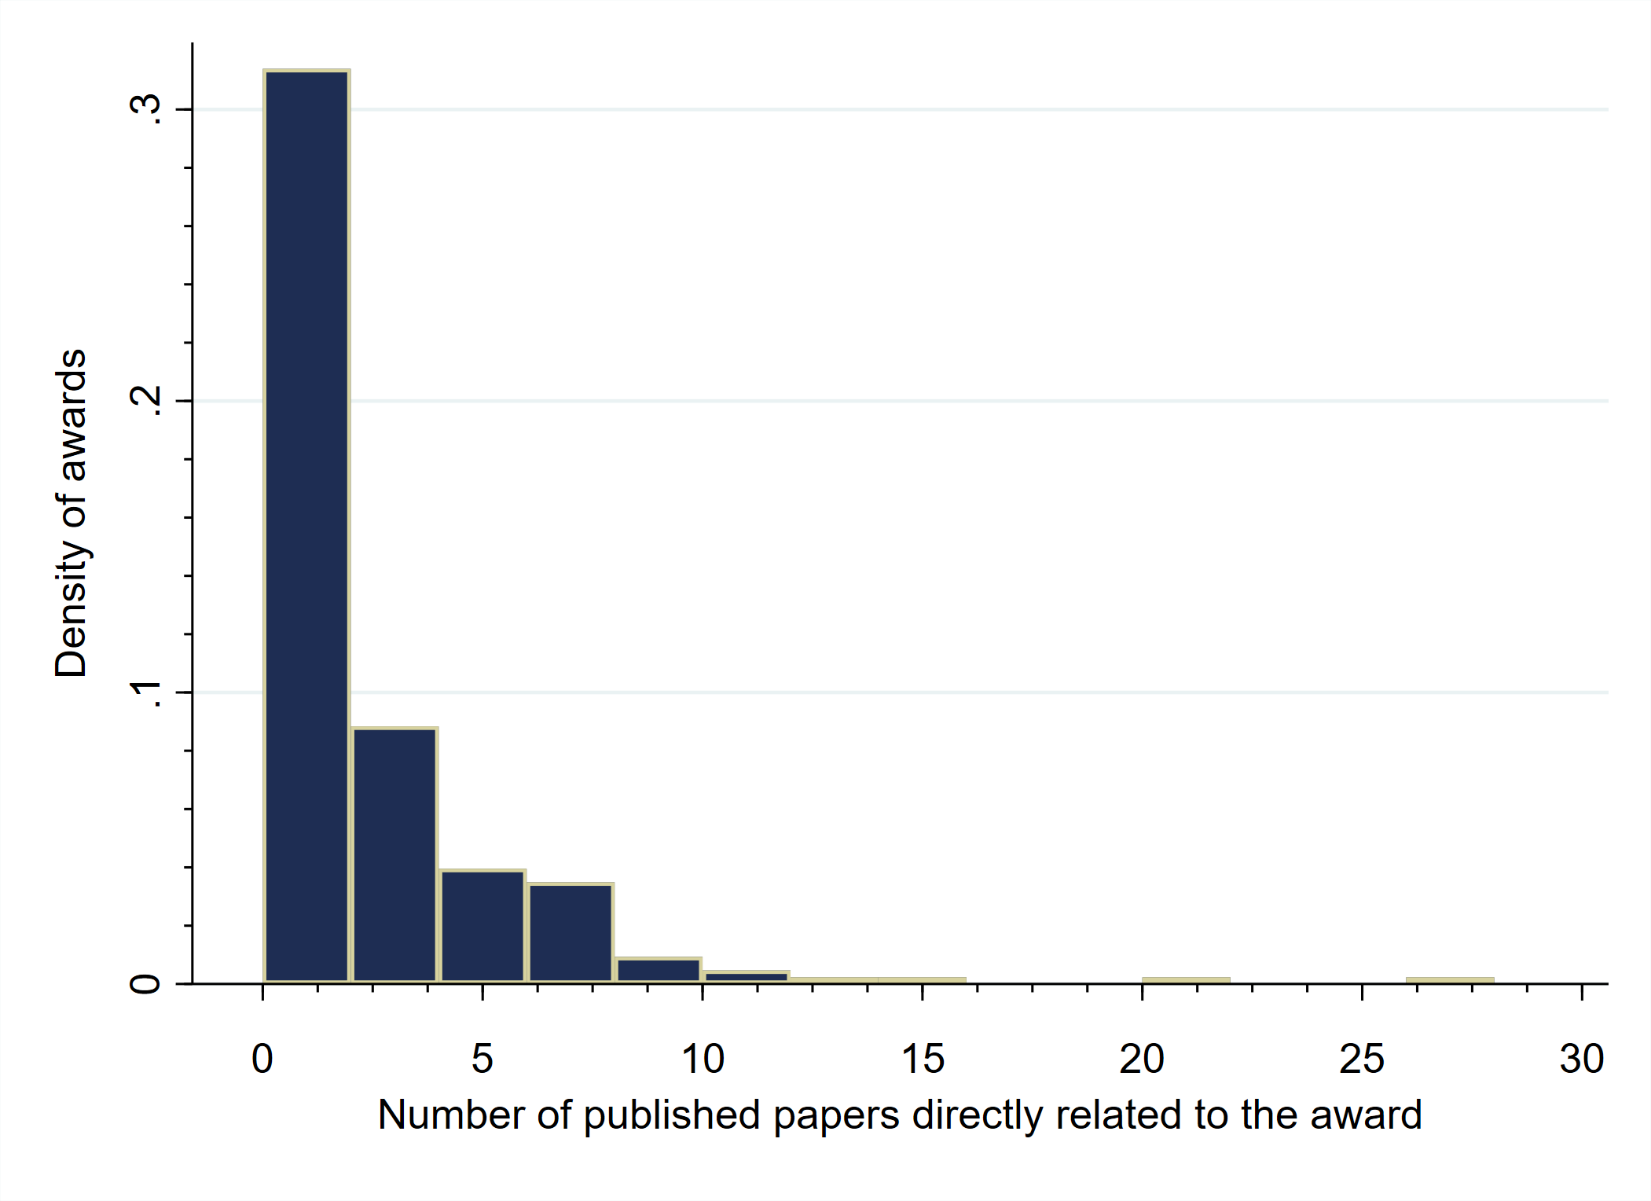 Density of awards
.3
.2
.1
0
0 5 10 15 20 25 30
Number of published papers directly related to the award